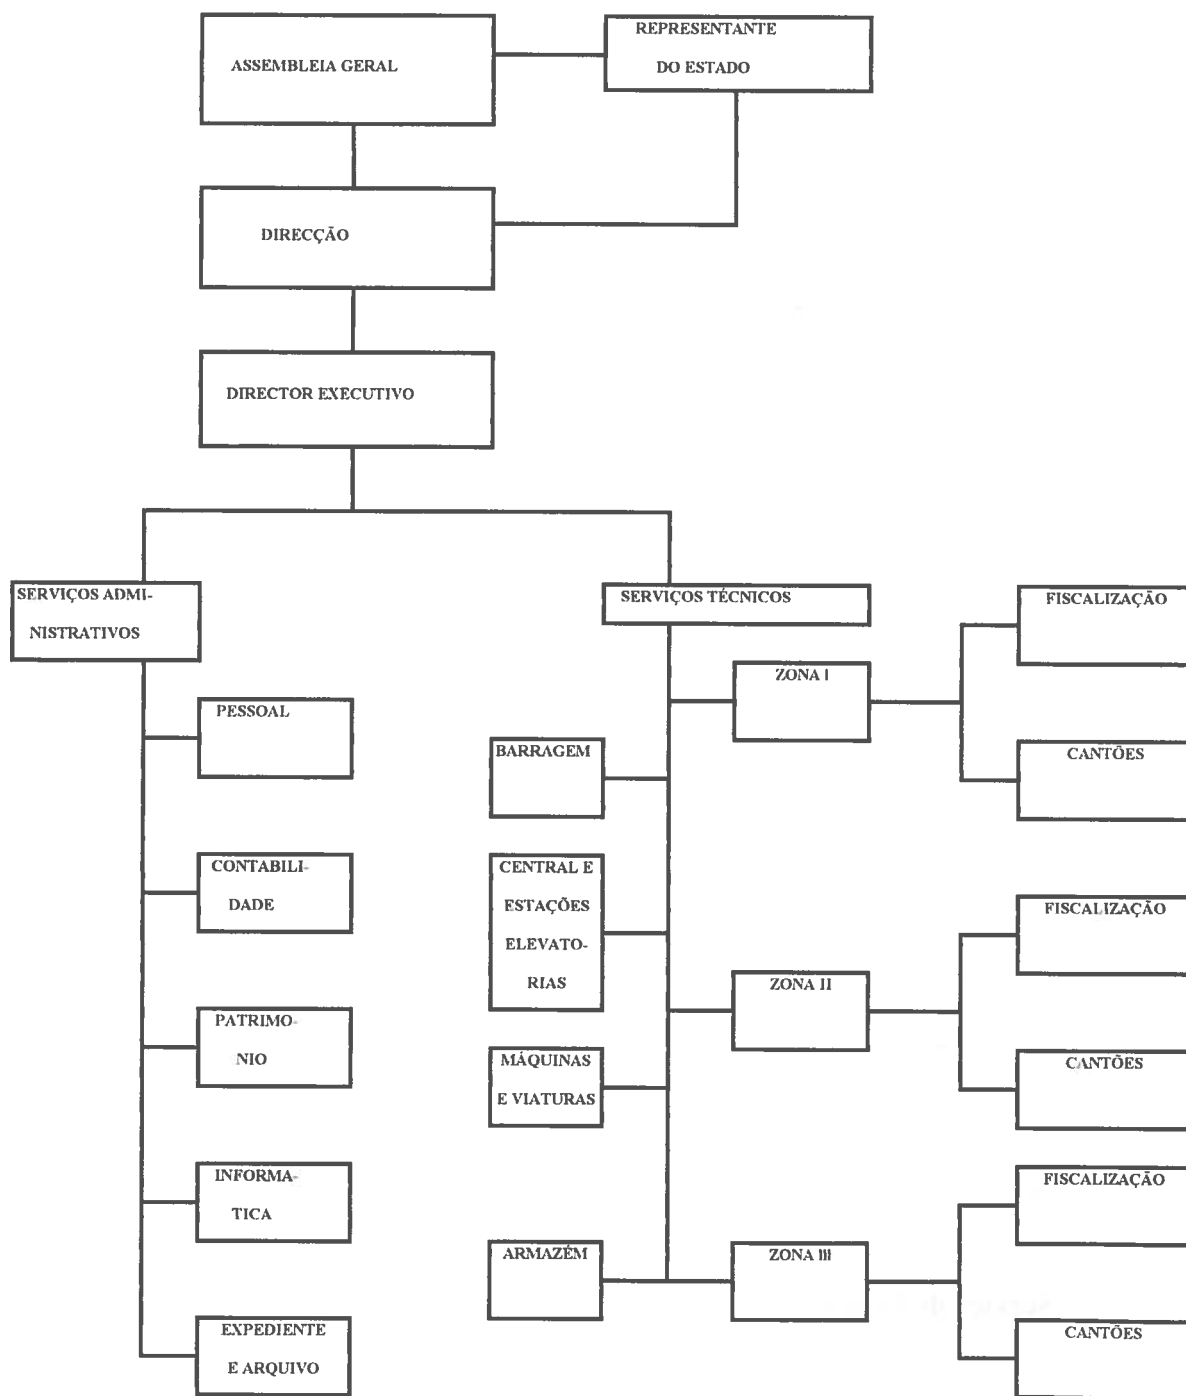 REPRESENTANTE
DO ESTADO
ASSEMBLEIA GERAL
DIRECÇÃO
DIRECTOR EXECUTIVO
SERVIÇOS ADMI-
NISTRATIVOS
PESSOAL
CONTABILI-
DADE
PATRIMO-
NIO
INFORMA-
TICA
EXPEDIENTE
E ARQUIVO
SERVIÇOS TÉCNICOS
BARRAGEM
CENTRAL E
ESTAÇÕES
ELEVATO-
RIAS
MÁQUINAS
E VIATURAS
ARMAZÉM
ZONA I
FISCALIZAÇÃO
CANTÕES
ZONA II
FISCALIZAÇÃO
CANTÕES
ZONA III
FISCALIZAÇÃO
CANTÕES